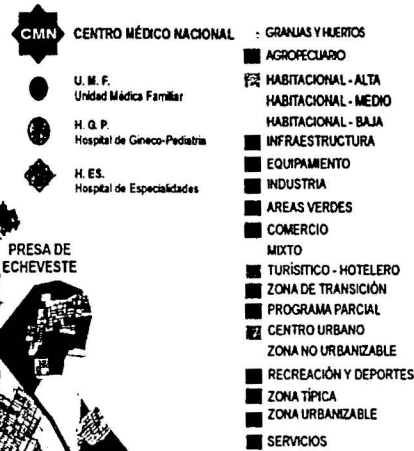 CMN CENTRO MÉDICO NACIONAL
U. M. F.
Unidad Médica Familiar
H. G. P.
Hospital de Gineco-Pediatria
H. ES.
Hospital de Especialidades
PRESA DE
ECHEVESTE
GRANJAS Y HUERTOS
AGROPECUARIO
HABITACIONAL - ALTA
HABITACIONAL - MEDIO
HABITACIONAL - BAJA
INFRAESTRUCTURA
EQUIPAMIENTO
INDUSTRIA
AREAS VERDES
COMERCIO
MIXTO
TURÍSITICO - HOTELERO
ZONA DE TRANSICIÓN
PROGRAMA PARCIAL
CENTRO URBANO
ZONA NO URBANIZABLE
RECREACIÓN Y DEPORTES
ZONA TÍPICA
ZONA URBANIZABLE
SERVICIOS